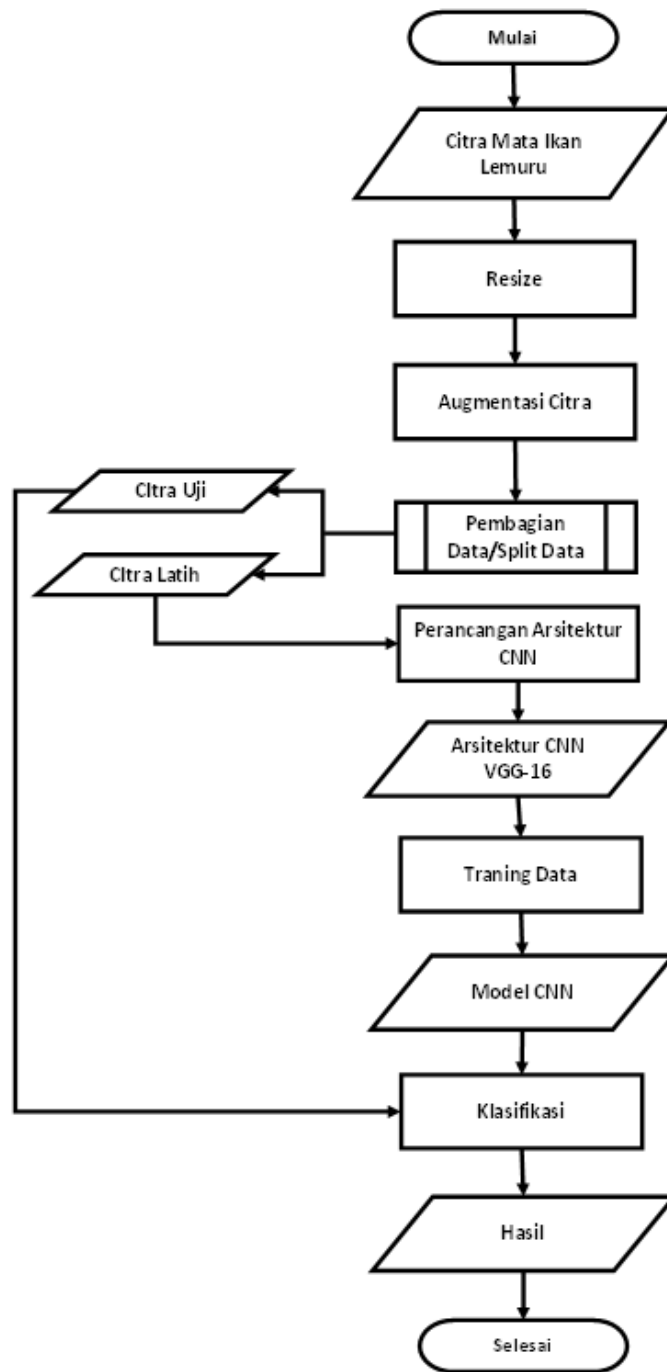 Mulai
Citra Mata Ikan
Lemuru
Resize
Augmentasi Citra
Pembagian
Data/Split Data
CItra Uji
CItra Latih
Perancangan Arsitektur
CNN
Arsitektur CNN
VGG-16
Traning Data
Model CNN
Klasifikasi
Hasil
Selesai